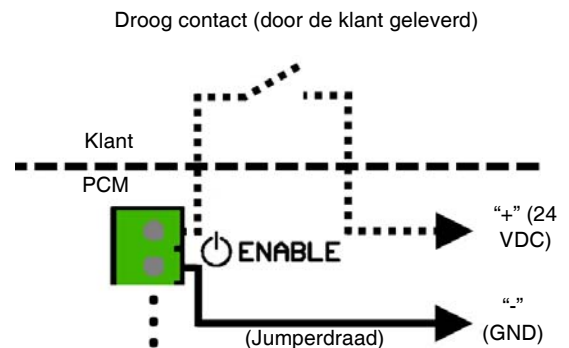 Droog contact (door de klant geleverd)
Klant
PCM
“+” (24
VDC)
ENABLE
“-”
(GND)
(Jumperdraad)